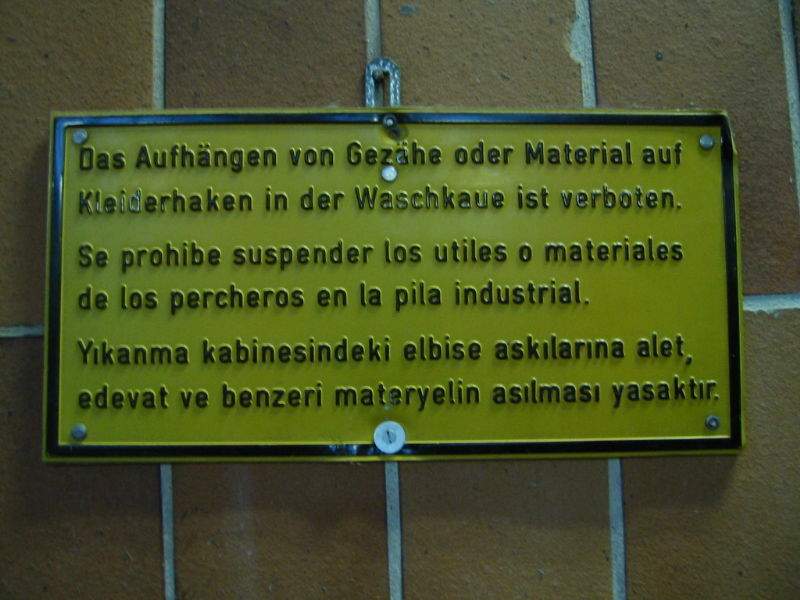 Das Aufhängen von Gezähe oder Material auf
Kleiderhaken in der Waschkaue ist verboten.
Se prohibe suspender los utiles o materiales
de los percheros en la pila industrial.
Yıkanma kabinesindeki elbise askılarına alet,
edevat ve benzeri materyelin asılması yasaktır.